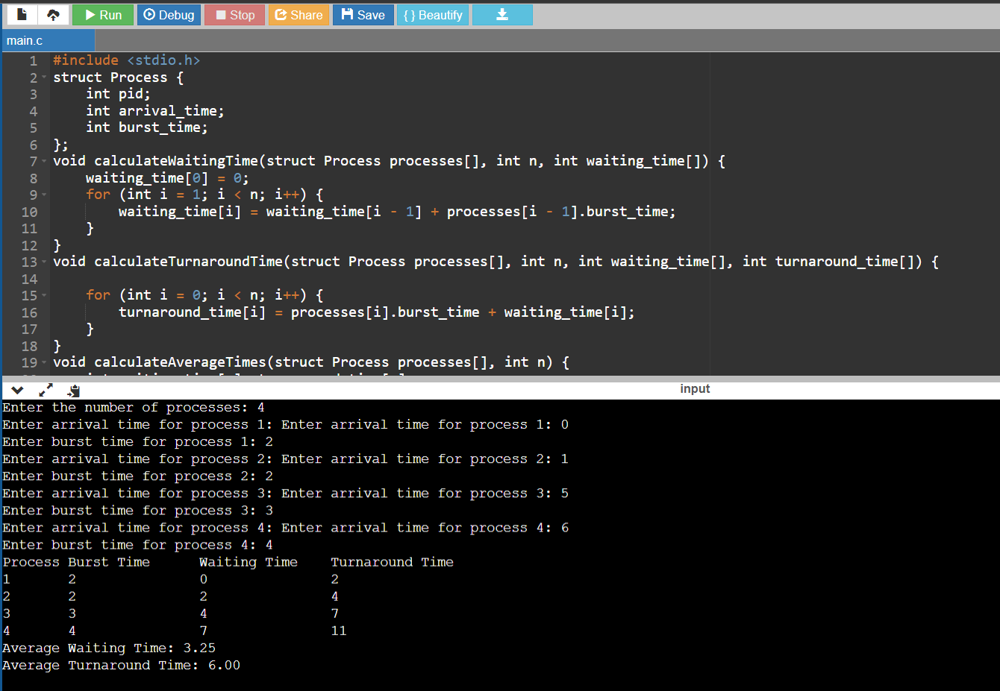 Run Debug Stop Share Save { } Beautify
main.c
1 #include <stdio.h>
2 struct Process {
3 int pid;
4 int arrival_time;
5 int burst_time;
6 };
7 void calculateWaitingTime(struct Process processes[], int n, int waiting_time[]) {
8 waiting_time[0] = 0;
9 for (int i = 1; i < n; i++) {
10 waiting_time[i] = waiting_time[i - 1] + processes[i - 1].burst_time;
11 }
12 }
13 void calculateTurnaroundTime(struct Process processes[], int n, int waiting_time[], int turnaround_time[]) {
14
15 for (int i = 0; i < n; i++) {
16 turnaround_time[i] = processes[i].burst_time + waiting_time[i];
17 }
18 }
19 void calculateAverageTimes(struct Process processes[], int n) {
input
Enter the number of processes: 4
Enter arrival time for process 1: Enter arrival time for process 1: 0
Enter burst time for process 1: 2
Enter arrival time for process 2: Enter arrival time for process 2: 1
Enter burst time for process 2: 2
Enter arrival time for process 3: Enter arrival time for process 3: 5
Enter burst time for process 3: 3
Enter arrival time for process 4: Enter arrival time for process 4: 6
Enter burst time for process 4: 4
Process Burst Time Waiting Time Turnaround Time
1 2 0 2
2 2 2 4
3 3 4 7
4 4 7 11
Average Waiting Time: 3.25
Average Turnaround Time: 6.00